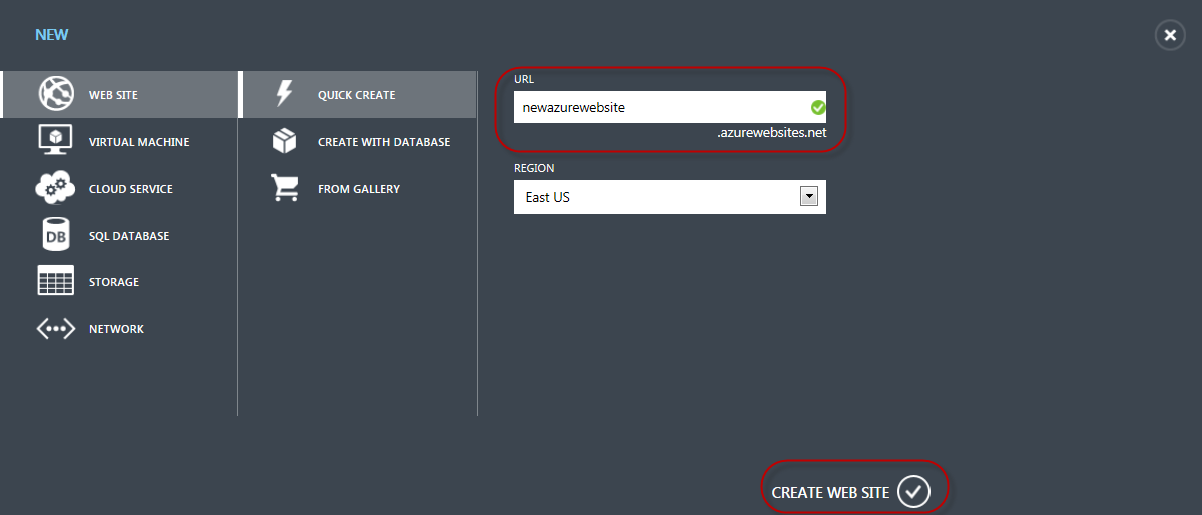 NEW
WEB SITE
VIRTUAL MACHINE
CLOUD SERVICE
DB
SQL DATABASE
STORAGE
NETWORK
QUICK CREATE
CREATE WITH DATABASE
FROM GALLERY
URL
newazurewebsite
.azurewebsites.net
REGION
East US
CREATE WEB SITE